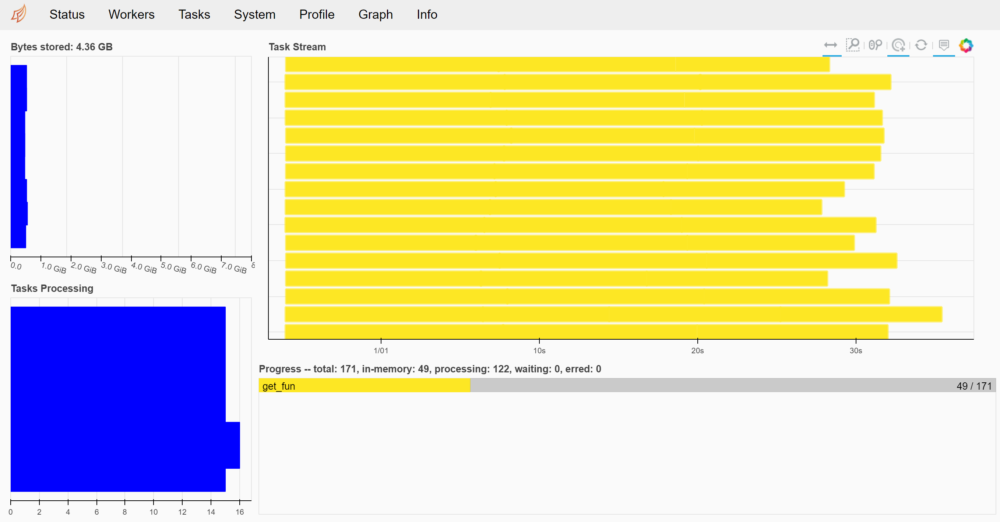 Status Workers Tasks System Profile Graph Info
Bytes stored: 4.36 GB
0.0 1.0 GiB 2.0 GiB 3.0 GiB 4.0 GiB 5.0 GiB 6.0 GiB 7.0 GiB 8
Tasks Processing
0 2 4 6 8 10 12 14 16
Task Stream
1/01 10s 20s 30s
Progress -- total: 171, in-memory: 49, processing: 122, waiting: 0, erred: 0
get_fun 49 / 171